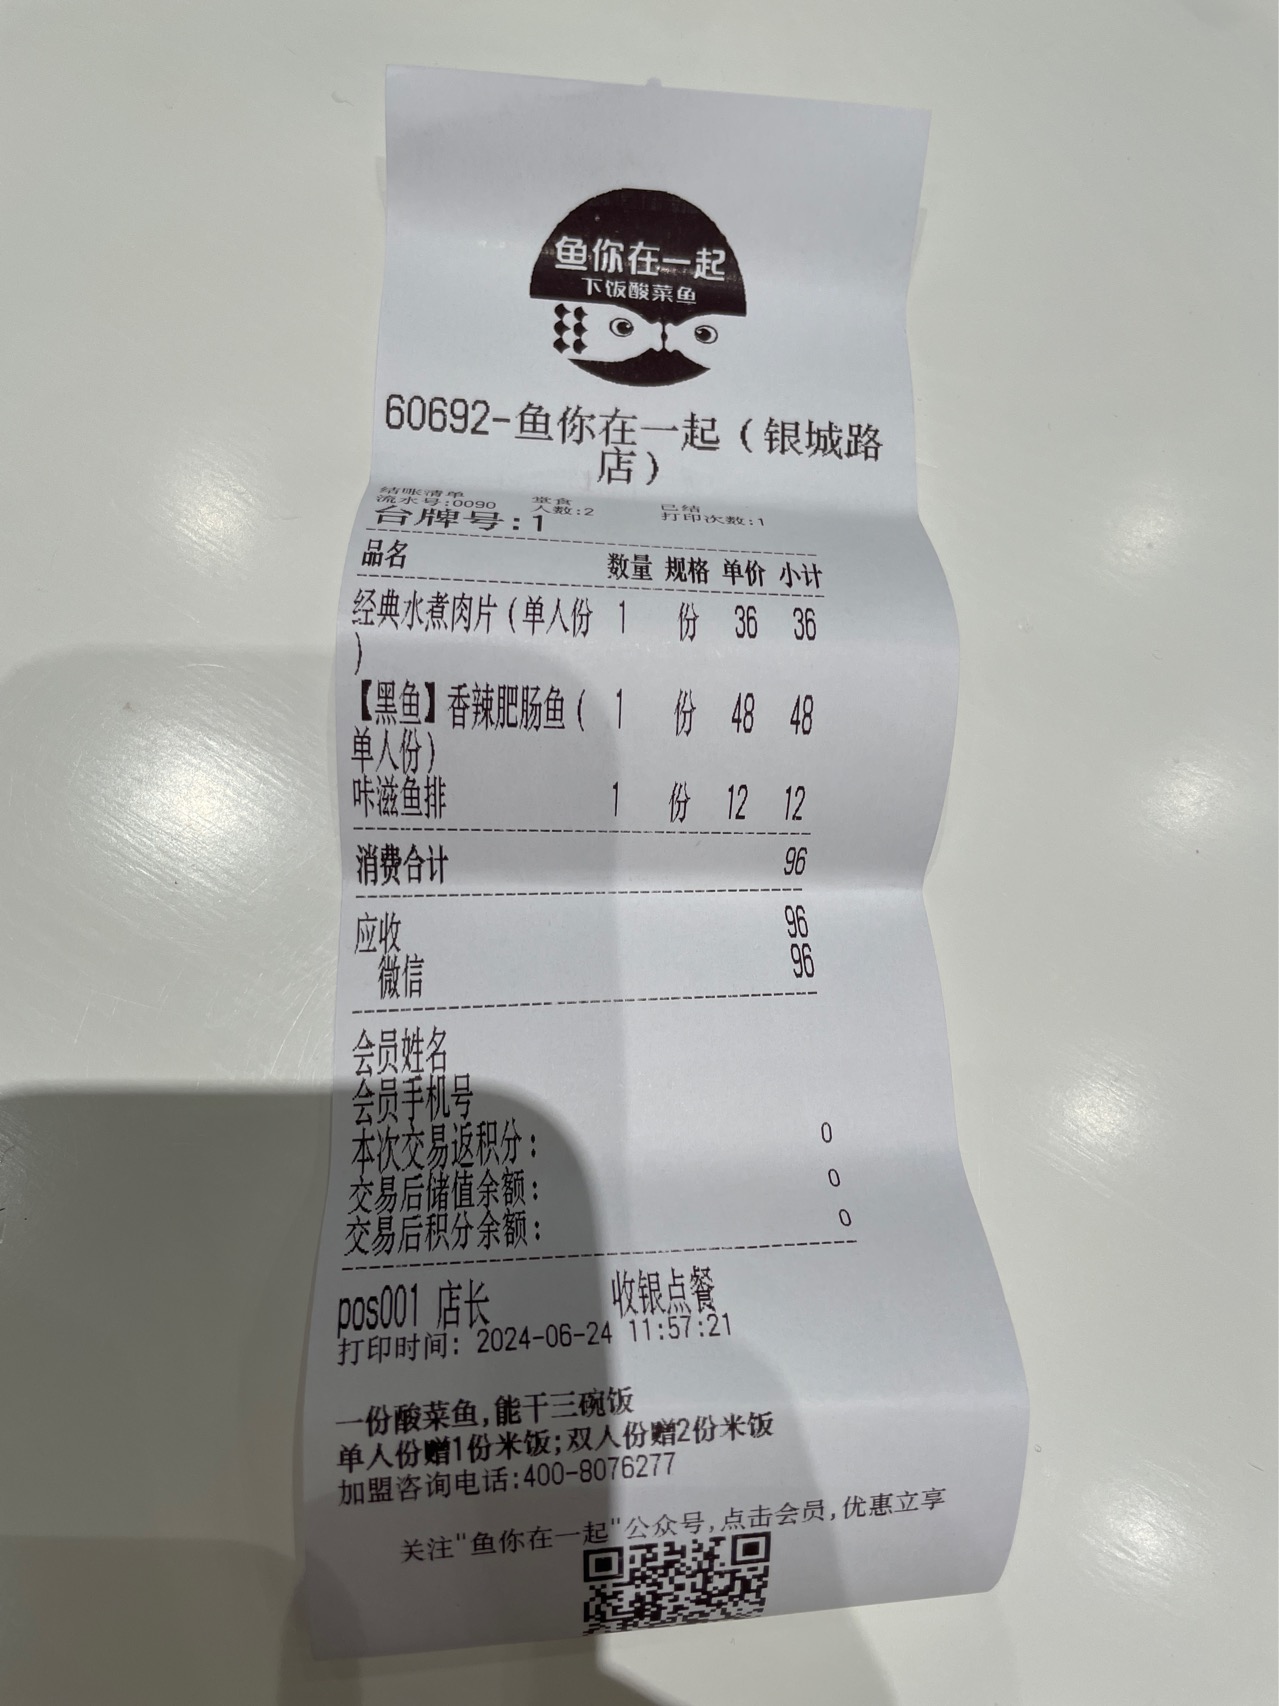 鱼你在一起
下饭酸菜鱼
60692-鱼你在一起（银城路
店）
结账清单 堂食 已结
流水号:0090 人数:2 打印次数:1
台牌号:1
品名 数量 规格 单价 小计
经典水煮肉片(单人份 1 份 36 36
)
【黑鱼】香辣肥肠鱼( 1 份 48 48
单人份)
咔滋鱼排 1 份 12 12
消费合计 96
应收 96
微信 96
会员姓名
会员手机号
本次交易返积分: 0
交易后储值余额: 0
交易后积分余额: 0
pos001 店长 收银点餐
打印时间: 2024-06-24 11:57:21
一份酸菜鱼,能干三碗饭
单人份赠1份米饭;双人份赠2份米饭
加盟咨询电话:400-8076277
关注"鱼你在一起"公众号,点击会员,优惠立享